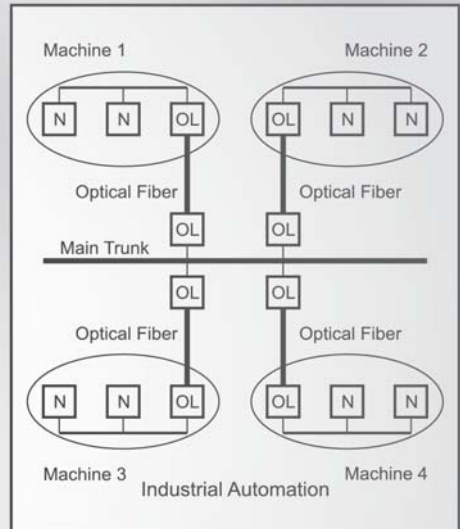 Machine 1 Machine 2
N N OL OL N N
Optical Fiber Optical Fiber
OL OL
Main Trunk
OL OL
Optical Fiber Optical Fiber
N N OL OL N N
Machine 3 Machine 4
Industrial Automation